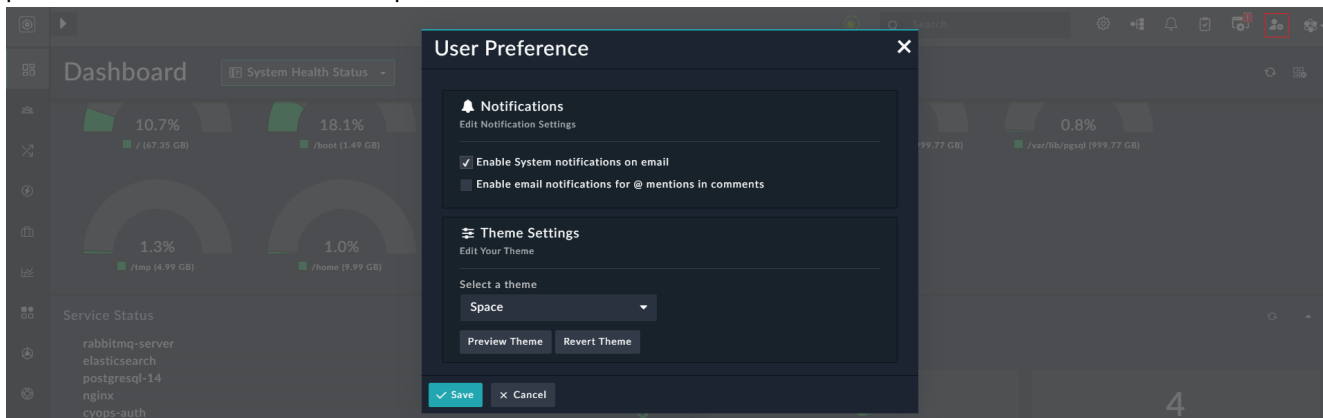 Search
User Preference
Dashboard
System Health Status
Notifications
Edit Notification Settings
10.7%
18.1%
0.8%
/ (67.35 GB)
/boot (1.49 GB)
999.77 GB)
/var/lib/pgsql (999.77 GB)
Enable System notifications on email
Enable email notifications for @ mentions in comments
Theme Settings
Edit Your Theme
1.3%
1.0%
/tmp (4.99 GB)
/home (9.99 GB)
Select a theme
Space
Service Status
Preview Theme Revert Theme
rabbitmq-server
elasticsearch
postgresql-14
nginx
cyops-auth
Save
Cancel
4